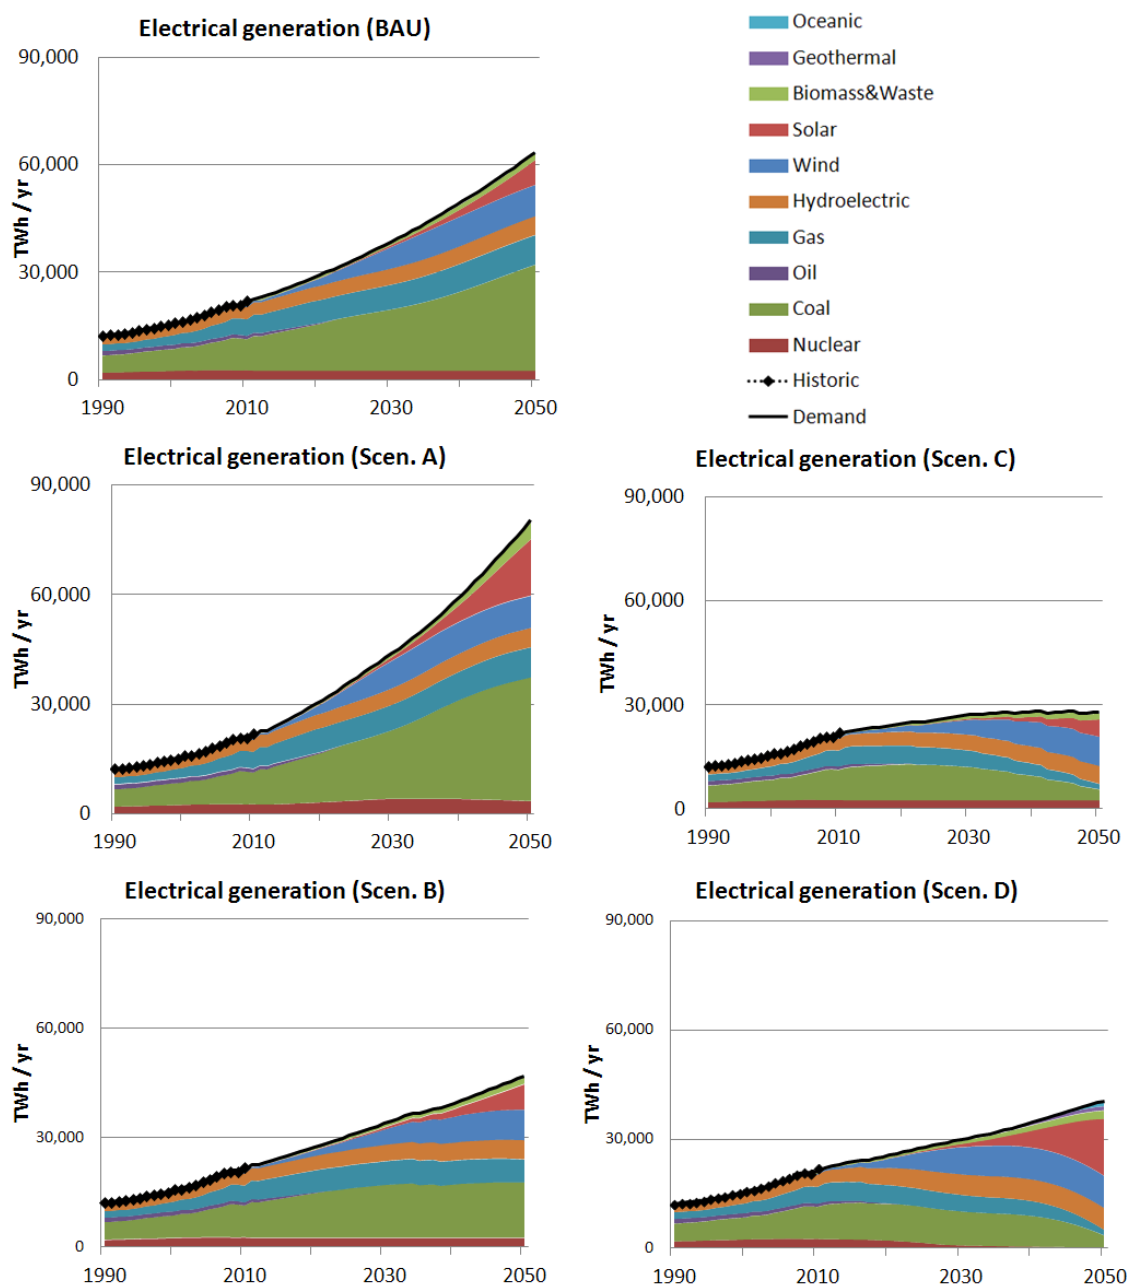 Electrical generation (BAU)
90,000
60,000
30,000
0
TWh / yr
1990
2010
2030
2050
Oceanic
Geothermal
Biomass&Waste
Solar
Wind
Hydroelectric
Gas
Oil
Coal
Nuclear
Historic
Demand
Electrical generation (Scen. A)
90,000
60,000
30,000
0
TWh / yr
1990
2010
2030
2050
Electrical generation (Scen. C)
90,000
60,000
30,000
0
TWh / yr
1990
2010
2030
2050
Electrical generation (Scen. B)
90,000
60,000
30,000
0
TWh / yr
1990
2010
2030
2050
Electrical generation (Scen. D)
90,000
60,000
30,000
0
TWh / yr
1990
2010
2030
2050